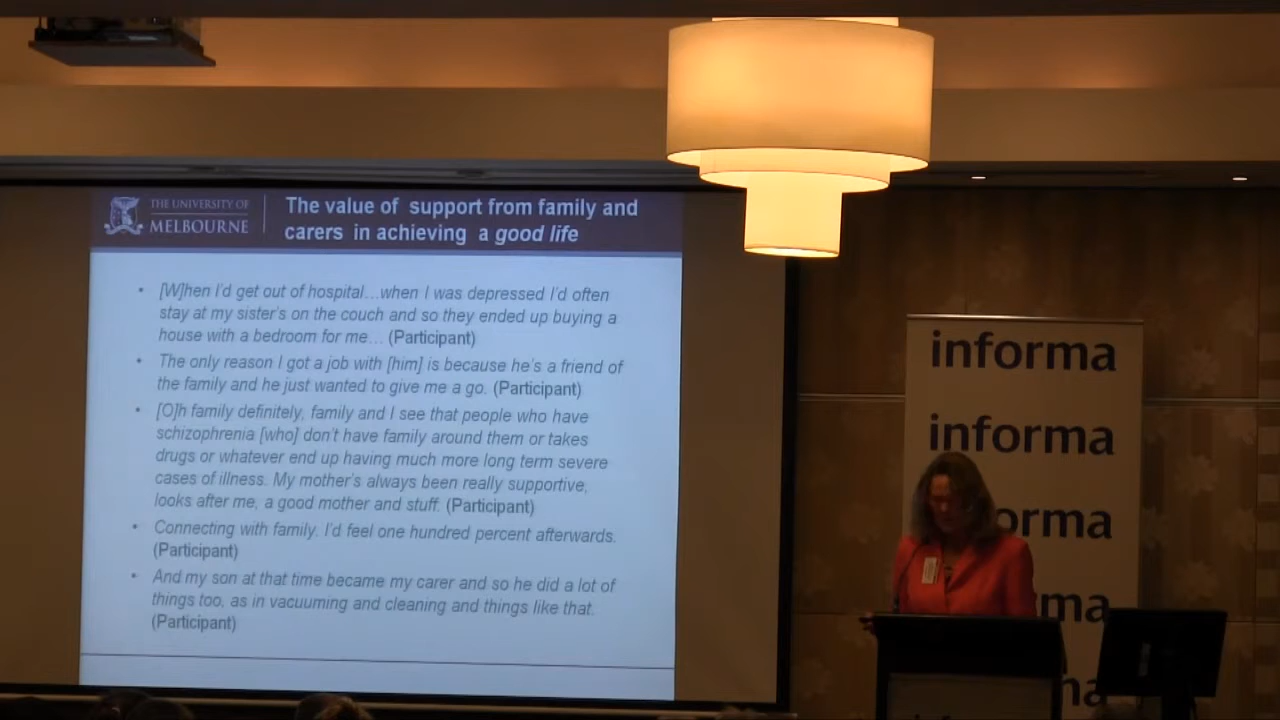 THE UNIVERSITY OF
MELBOURNE
The value of support from family and
carers in achieving a good life
• [W]hen I'd get out of hospital…when I was depressed I'd often
stay at my sister's on the couch and so they ended up buying a
house with a bedroom for me… (Participant)
• The only reason I got a job with [him] is because he's a friend of
the family and he just wanted to give me a go. (Participant)
• [O]h family definitely, family and I see that people who have
schizophrenia [who] don't have family around them or takes
drugs or whatever end up having much more long term severe
cases of illness. My mother's always been really supportive,
looks after me, a good mother and stuff. (Participant)
• Connecting with family. I'd feel one hundred percent afterwards.
(Participant)
• And my son at that time became my carer and so he did a lot of
things too, as in vacuuming and cleaning and things like that.
(Participant)
informa
informa
orma
ma
na